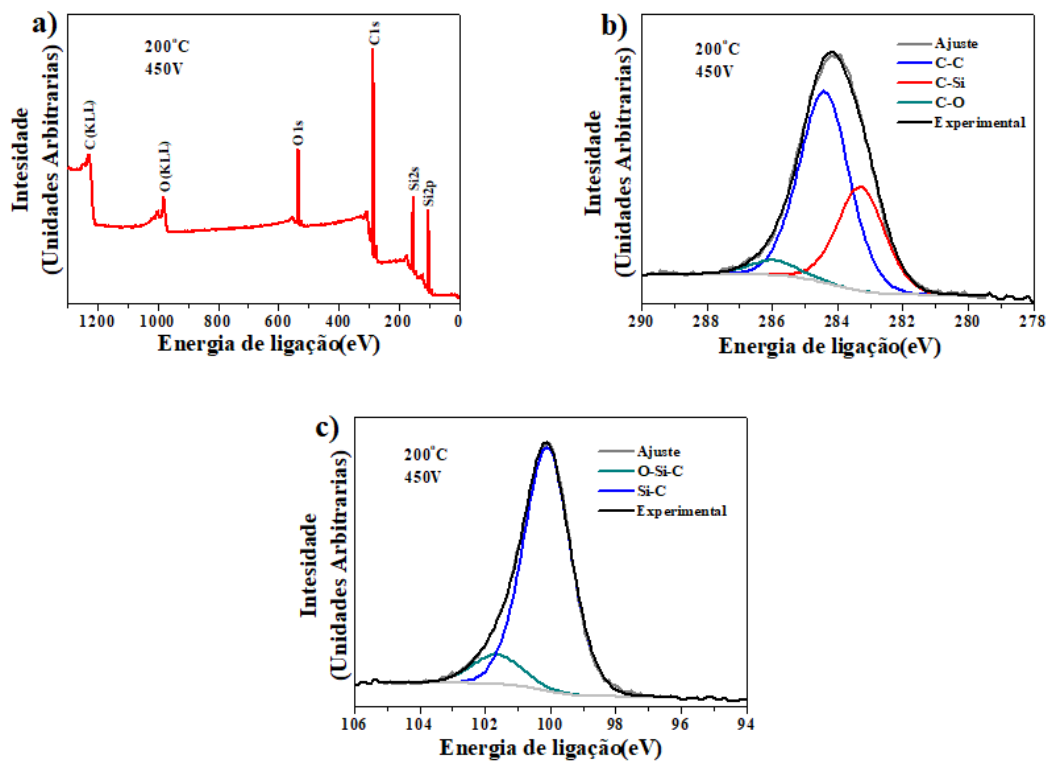 a)
200°C
450V
C(KLL)
O(KLL)
O1s
C1s
Si2s
Si2p
Intesidade
(Unidades Arbitrarias)
1200 1000 800 600 400 200 0
Energia de ligação(eV)
b)
200°C
450V
Ajuste
C-C
C-Si
C-O
Experimental
Intesidade
(Unidades Arbitrarias)
290 288 286 284 282 280 278
Energia de ligação(eV)
c)
200°C
450V
Ajuste
O-Si-C
Si-C
Experimental
Intesidade
(Unidades Arbitrarias)
106 104 102 100 98 96 94
Energia de ligação(eV)